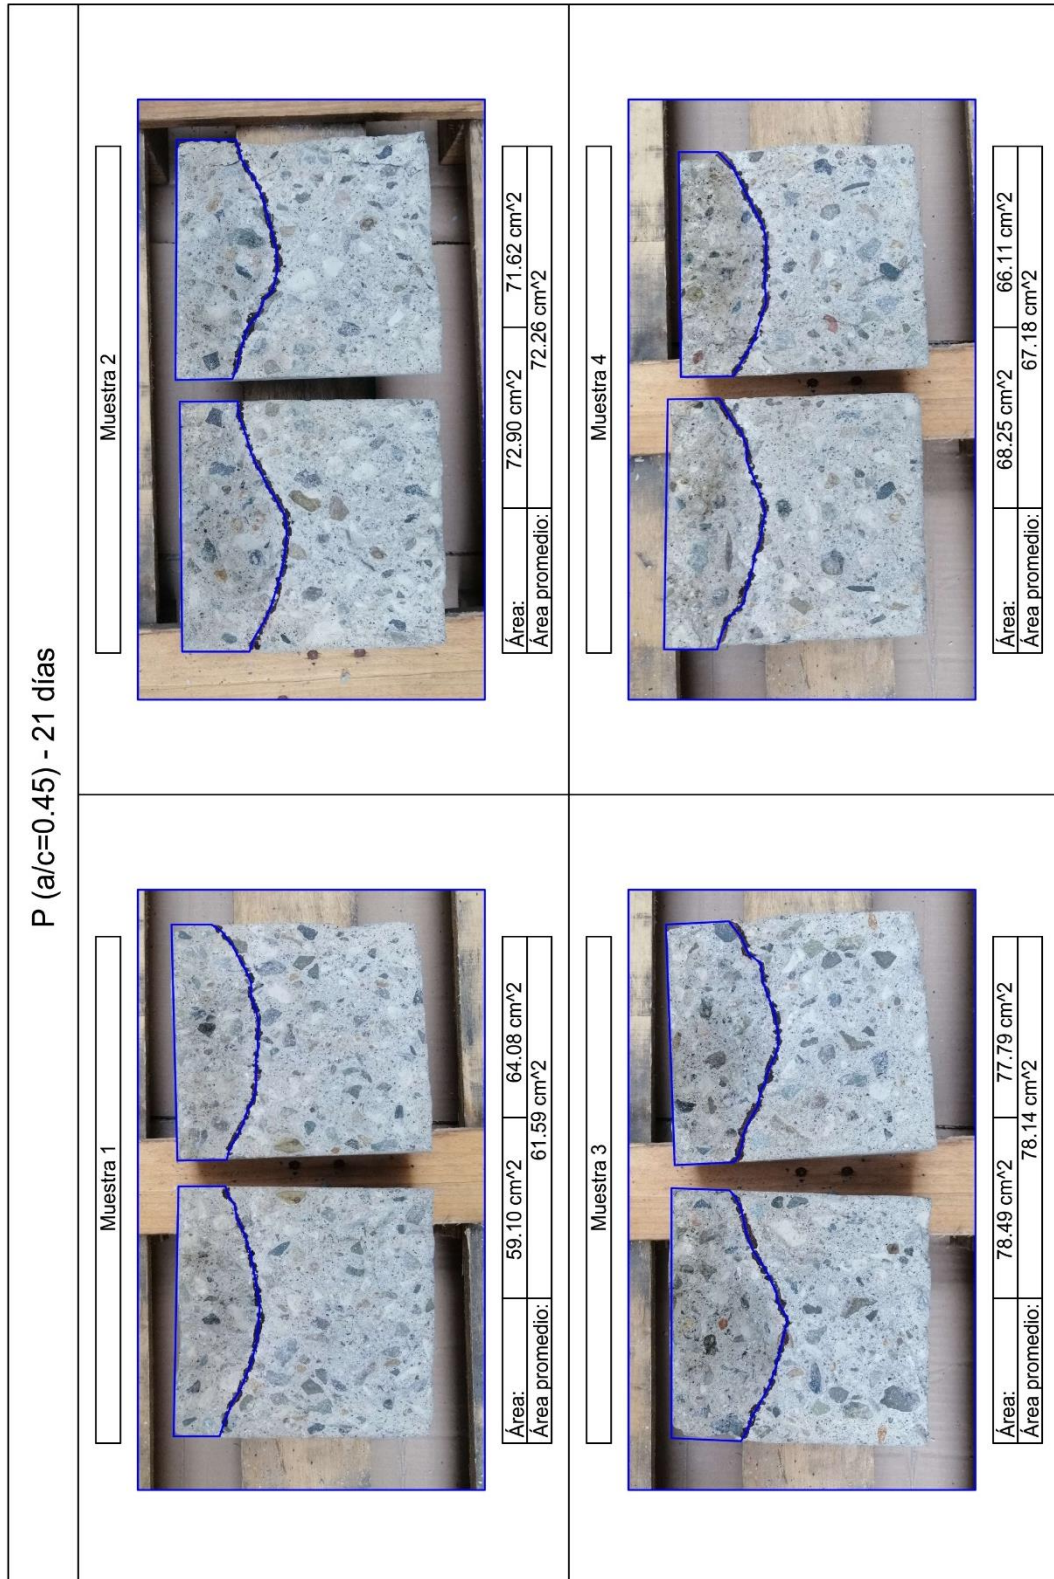 P (a/c=0.45) - 21 días
Muestra 1
Área: 59.10 cm^2 64.08 cm^2
Área promedio: 61.59 cm^2
Muestra 2
Área: 72.90 cm^2 71.62 cm^2
Área promedio: 72.26 cm^2
Muestra 3
Área: 78.49 cm^2 77.79 cm^2
Área promedio: 78.14 cm^2
Muestra 4
Área: 68.25 cm^2 66.11 cm^2
Área promedio: 67.18 cm^2